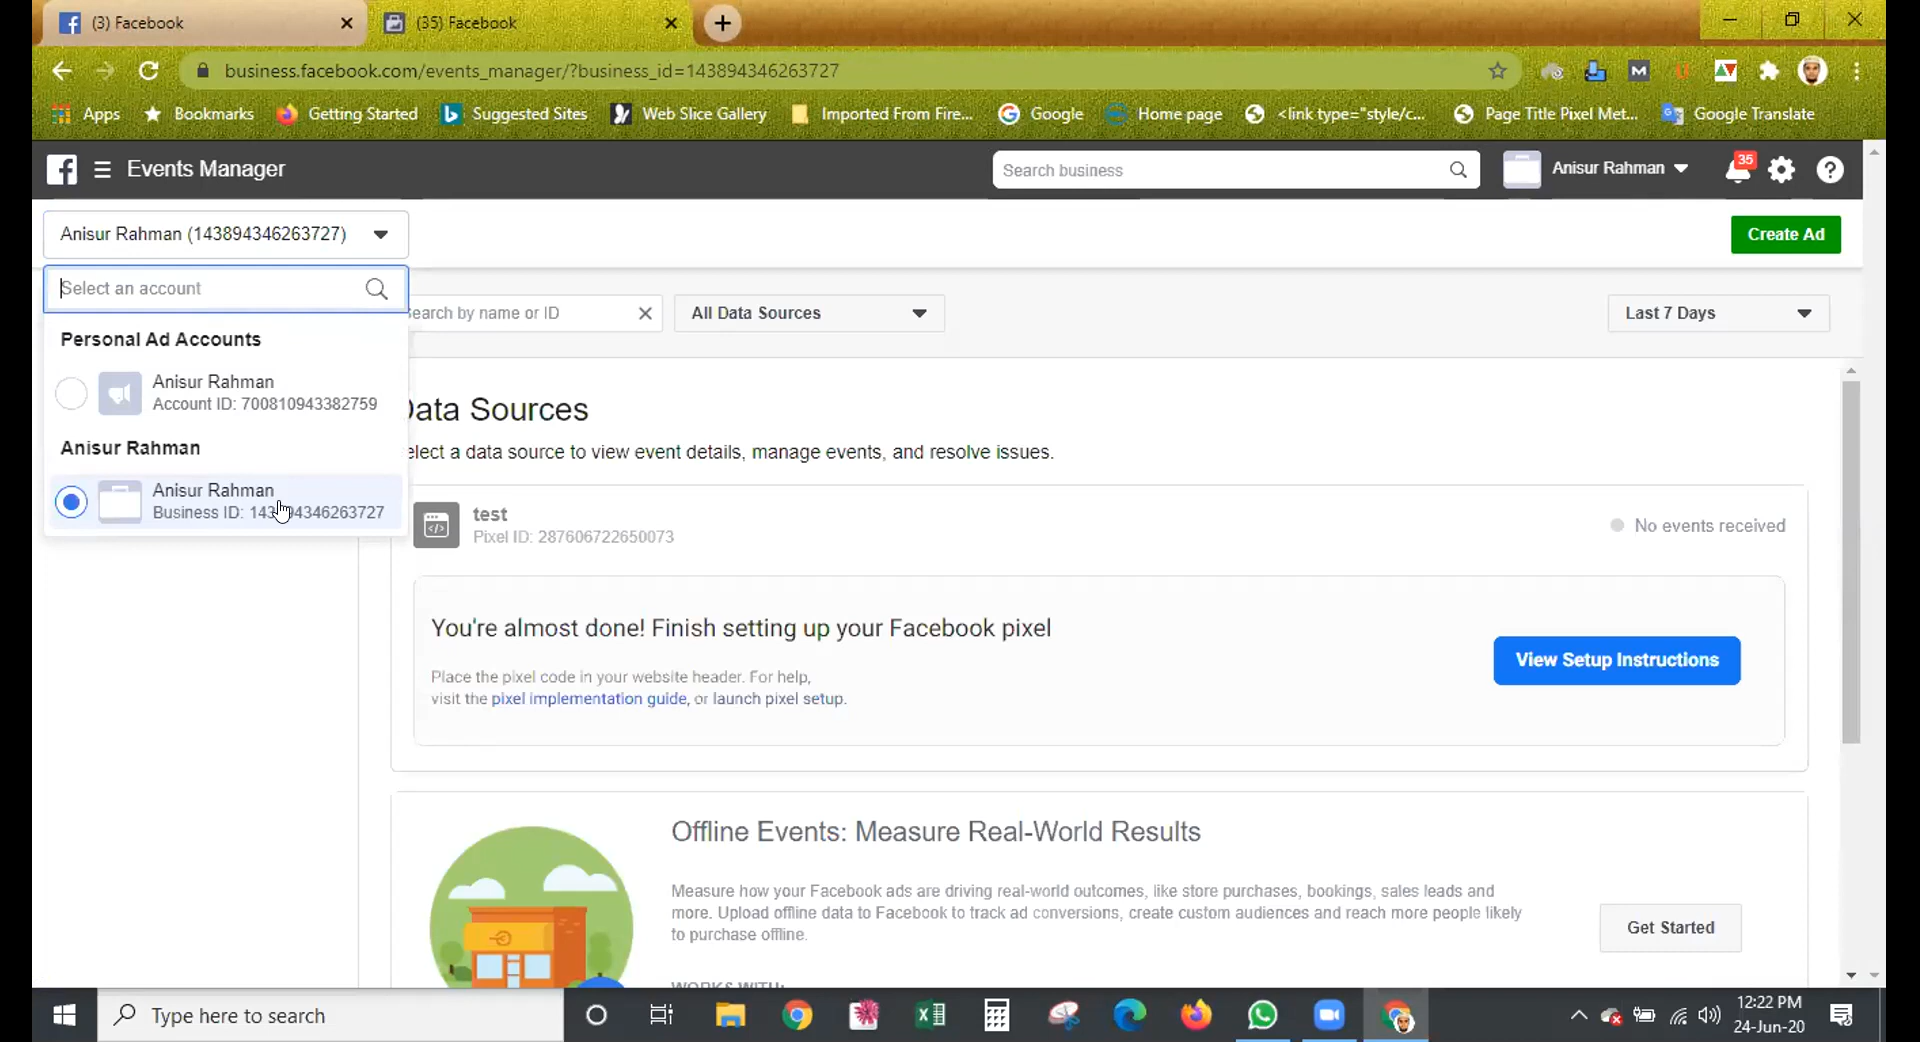 (3) Facebook
(35) Facebook
business.facebook.com/events_manager/?business_id=143894346263727
Apps
Bookmarks
Getting Started
Suggested Sites
Web Slice Gallery
Imported From Fire...
Google
Home page
<link type="style/c...
Page Title Pixel Met...
Google Translate
Events Manager
Search business
Anisur Rahman
35
Anisur Rahman (143894346263727)
Create Ad
Select an account
Search by name or ID
All Data Sources
Last 7 Days
Personal Ad Accounts
Anisur Rahman
Account ID: 700810943382759
Anisur Rahman
Anisur Rahman
Business ID: 143894346263727
Data Sources
Select a data source to view event details, manage events, and resolve issues.
test
Pixel ID: 287606722650073
No events received
You're almost done! Finish setting up your Facebook pixel
View Setup Instructions
Place the pixel code in your website header. For help,
visit the pixel implementation guide, or launch pixel setup.
Offline Events: Measure Real-World Results
Measure how your Facebook ads are driving real-world outcomes, like store purchases, bookings, sales leads and
more. Upload offline data to Facebook to track ad conversions, create custom audiences and reach more people likely
to purchase offline.
Get Started
WORKS WITH:
Type here to search
12:22 PM
24-Jun-20